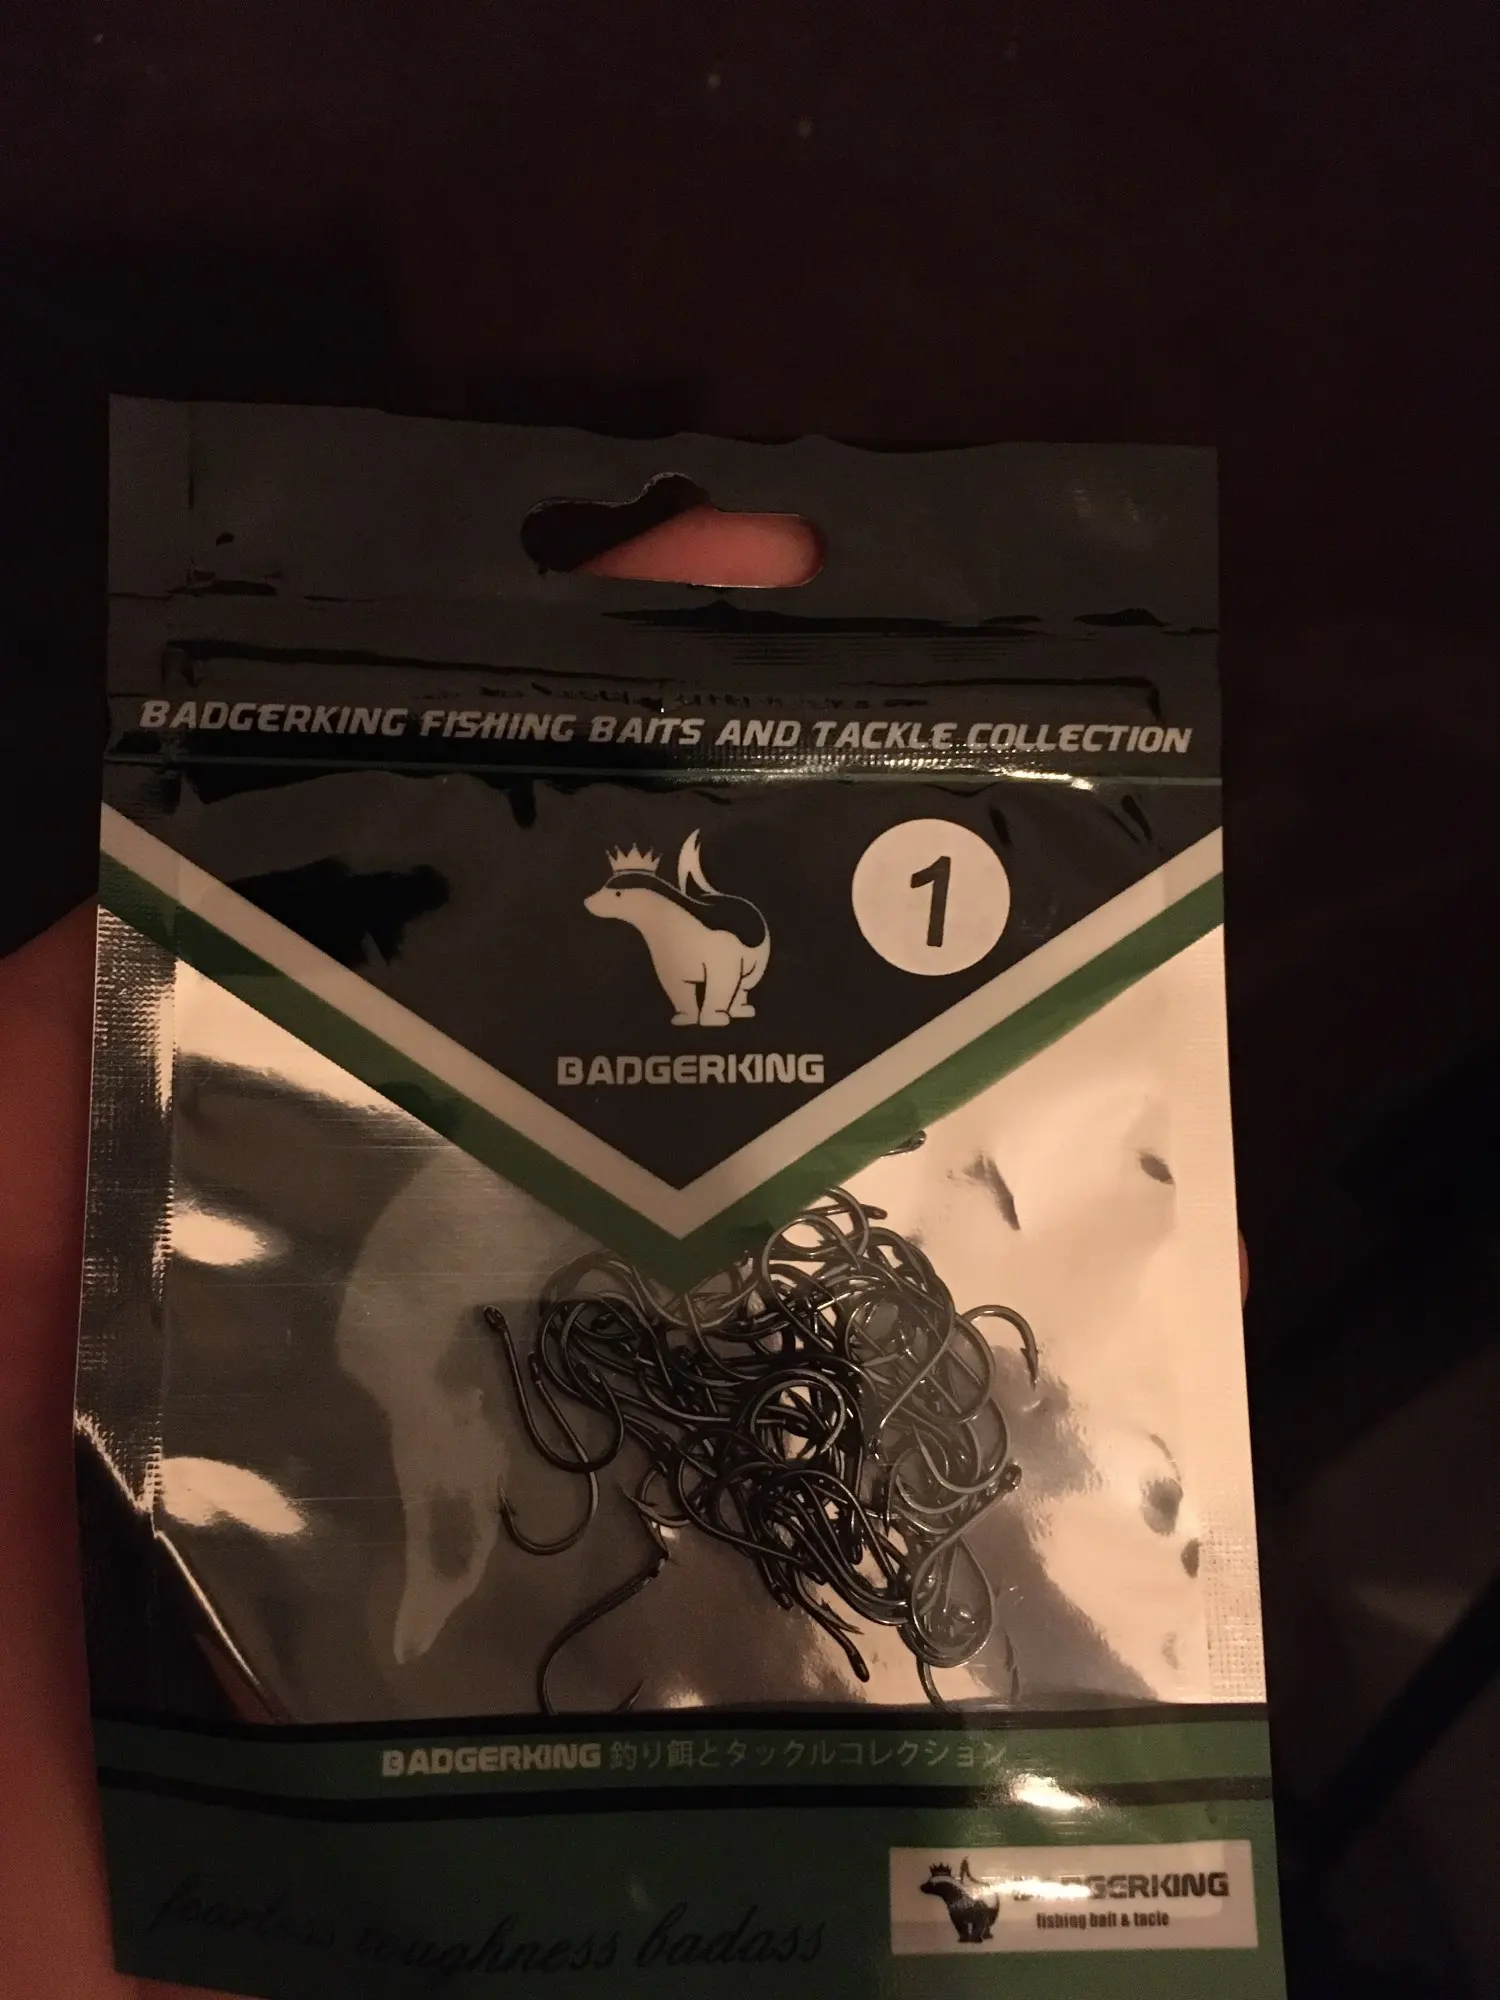 BADGERKING FISHING BAITS AND TACKLE COLLECTION
1
BADGERKING
BADGERKING 釣り餌とタックルコレクション
fearless toughness badass
BADGERKING
fishing bait & tacle